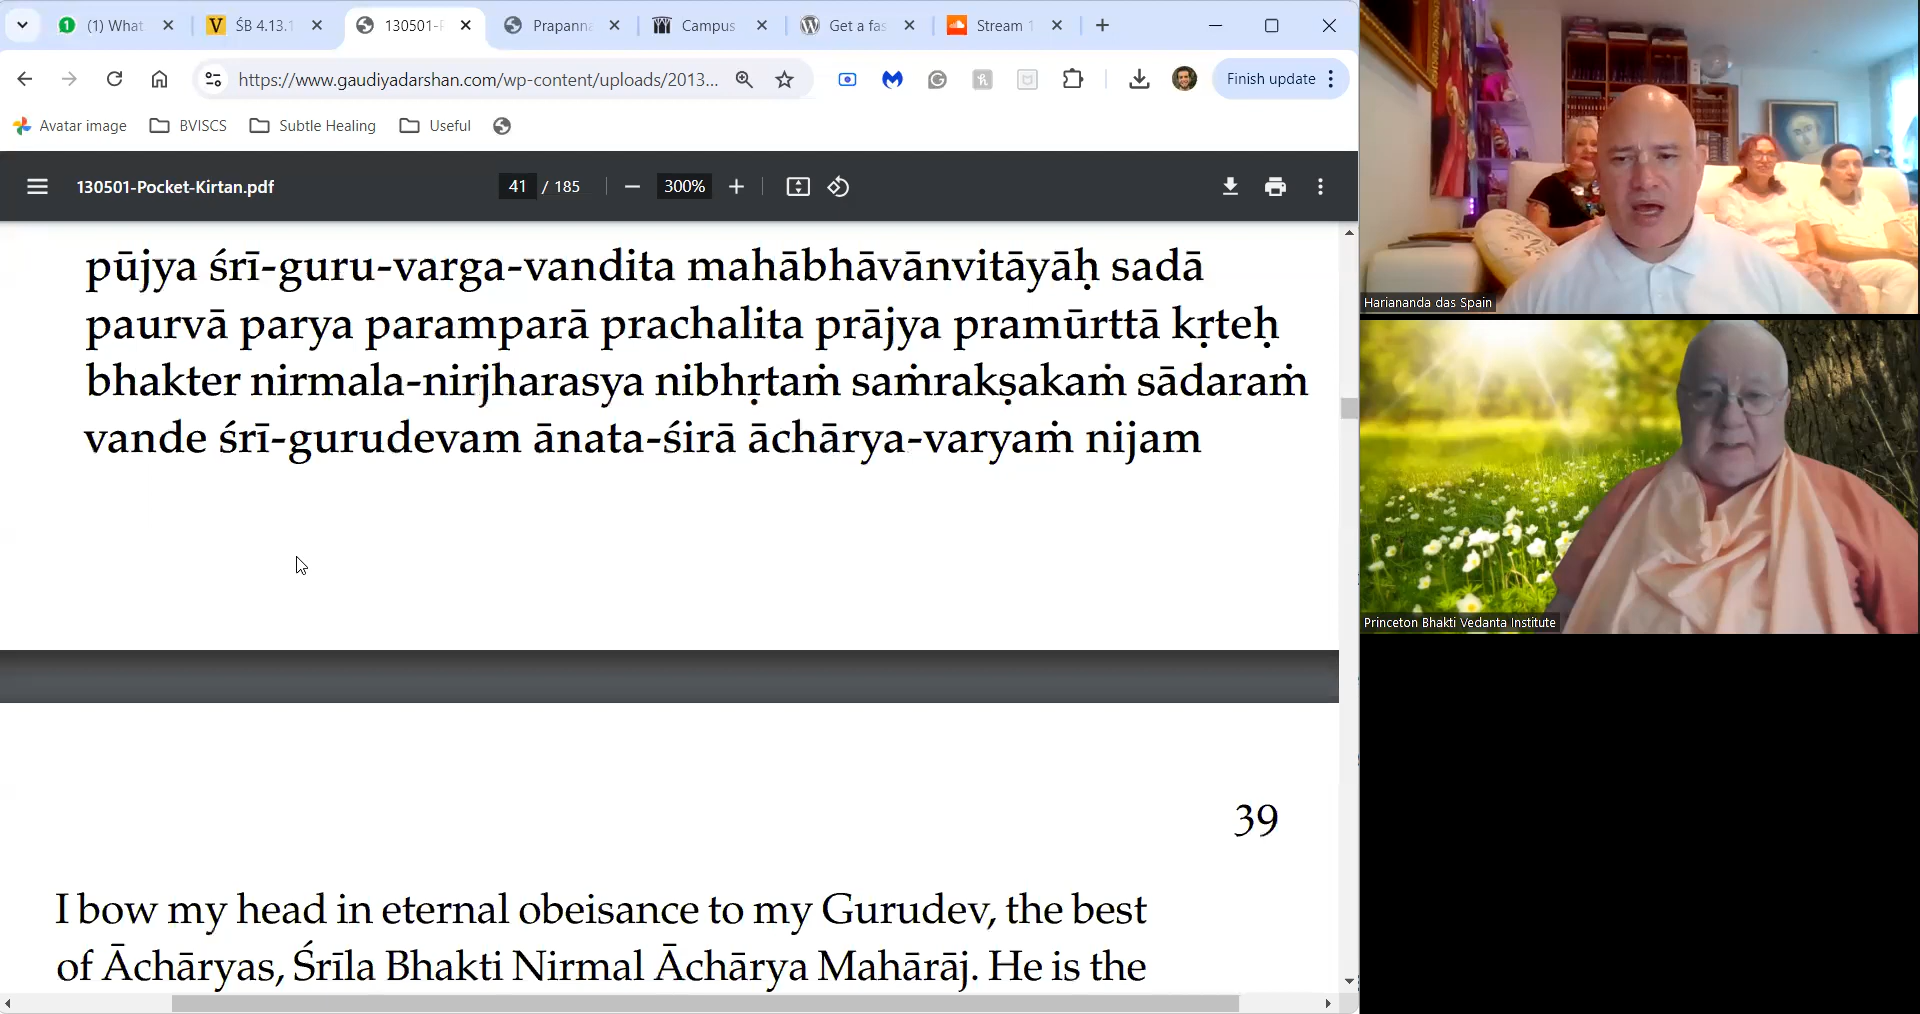 (1) What
ŚB 4.13.1
130501-F
Prapanna
Campus
Get a fas
Stream 1
https://www.gaudiyadarshan.com/wp-content/uploads/2013...
Finish update
Avatar image
BVISCS
Subtle Healing
Useful
130501-Pocket-Kirtan.pdf
41 / 185
300%
pūjya śrī-guru-varga-vandita mahābhāvānvitāyāḥ sadā
paurvā parya paramparā prachalita prājya pramūrttā kṛteḥ
bhakter nirmala-nirjharasya nibhṛtaṁ saṁrakṣakaṁ sādaraṁ
vande śrī-gurudevam ānata-śirā āchārya-varyaṁ nijam
39
I bow my head in eternal obeisance to my Gurudev, the best
of Āchāryas, Śrīla Bhakti Nirmal Āchārya Mahārāj. He is the
Hariananda das Spain
Princeton Bhakti Vedanta Institute